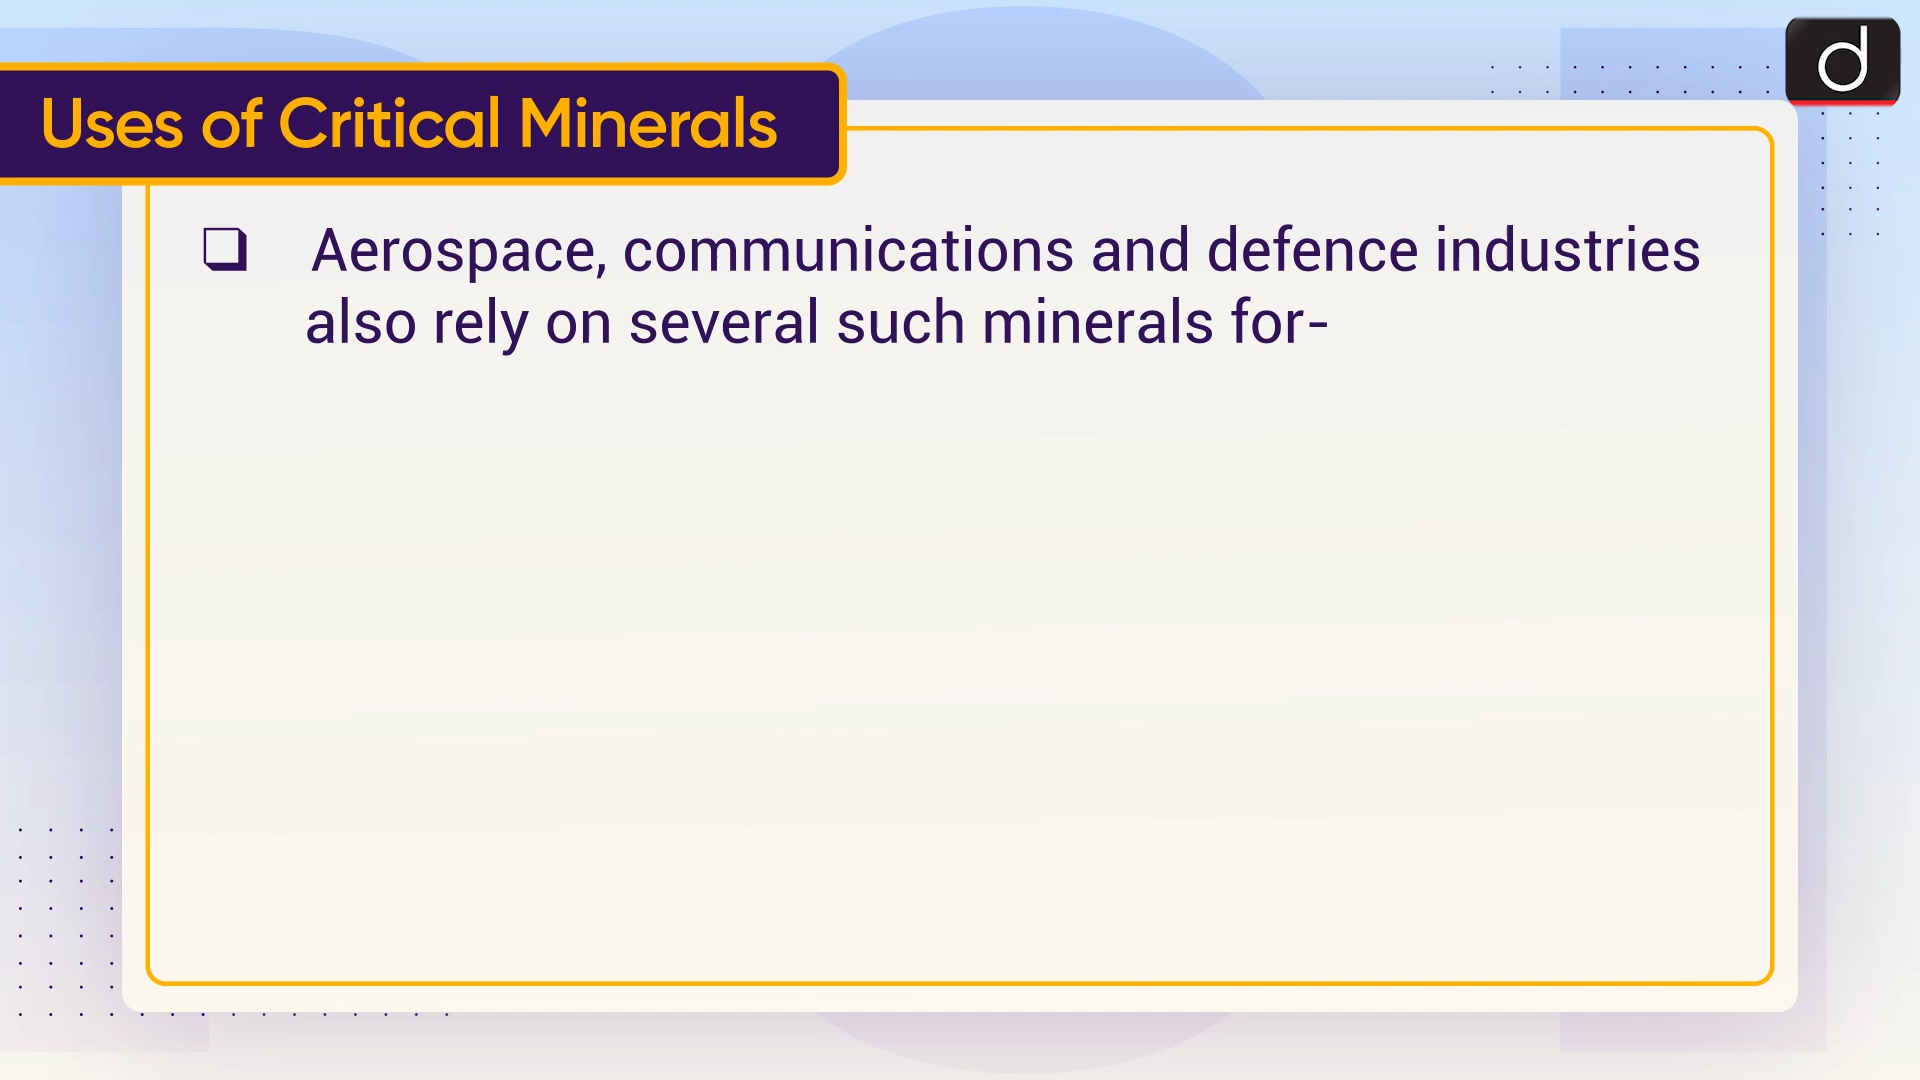 Uses of Critical Minerals
❑ Aerospace, communications and defence industries
also rely on several such minerals for-
d